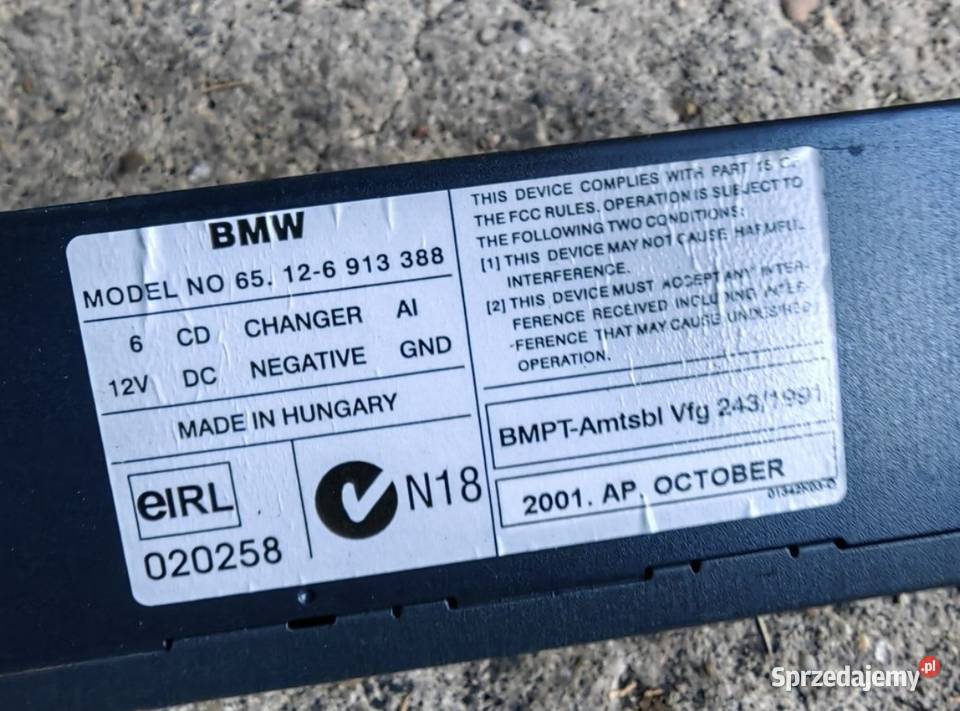 BMW
MODEL NO 65. 12-6 913 388
6 CD CHANGER AI
12V DC NEGATIVE GND
MADE IN HUNGARY
eIRL
020258
N18
THIS DEVICE COMPLIES WITH PART 15 O
THE FCC RULES. OPERATION IS SUBJECT TO
THE FOLLOWING TWO CONDITIONS:
[1] THIS DEVICE MAY NOT CAUSE HARMFUL
INTERFERENCE.
[2] THIS DEVICE MUST ACCEPT ANY INTER-
FERENCE RECEIVED INCLUDING INTER-
-FERENCE THAT MAY CAUSE UNDESIRED
OPERATION.
BMPT-Amtsbl Vfg 243/1991
2001. AP. OCTOBER
Sprzedajemy.pl